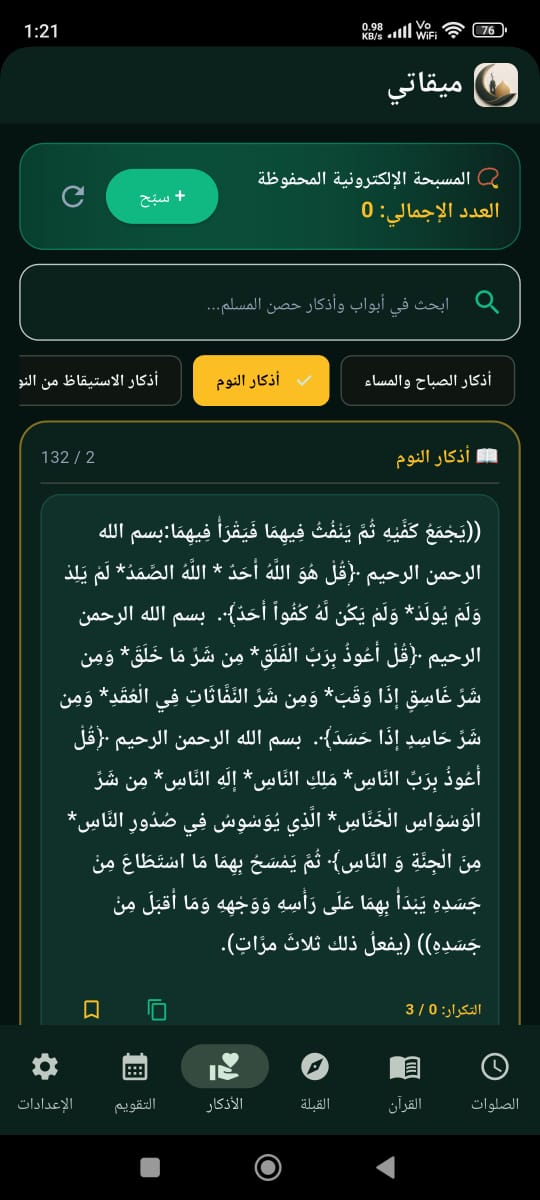 1:21
0.98 KB/s
Vo WiFi
76
ميقاتي
📿 المسبحة الإلكترونية المحفوظة
العدد الإجمالي: 0
+ سبّح
ابحث في أبواب وأذكار حصن المسلم...
أذكار الصباح والمساء
أذكار النوم
أذكار الاستيقاظ من النو
📖 أذكار النوم
2 / 132
((يَجْمَعُ كَفَّيْهِ ثُمَّ يَنْفُثُ فِيهِمَا فَيَقْرَأُ فِيهِمَا:بسم الله
الرحمن الرحيم ﴿قُلْ هُوَ اللَّهُ أَحَدٌ * اللَّهُ الصَّمَدُ* لَمْ يَلِدْ
وَلَمْ يُولَدْ* وَلَمْ يَكُن لَّهُ كُفُواً أَحَدٌ﴾. بسم الله الرحمن
الرحيم ﴿قُلْ أَعُوذُ بِرَبِّ الْفَلَقِ* مِن شَرِّ مَا خَلَقَ* وَمِن
شَرِّ غَاسِقٍ إِذَا وَقَبَ* وَمِن شَرِّ النَّفَّاثَاتِ فِي الْعُقَدِ* وَمِن
شَرِّ حَاسِدٍ إِذَا حَسَدَ﴾. بسم الله الرحمن الرحيم ﴿قُلْ
أَعُوذُ بِرَبِّ النَّاسِ* مَلِكِ النَّاسِ* إِلَهِ النَّاسِ* مِن شَرِّ
الْوَسْوَاسِ الْخَنَّاسِ* الَّذِي يُوَسْوِسُ فِي صُدُورِ النَّاسِ*
مِنَ الْجِنَّةِ وَ النَّاسِ﴾ ثُمَّ يَمْسَحُ بِهِمَا مَا اسْتَطَاعَ مِنْ
جَسَدِهِ يَبْدَأُ بِهِمَا عَلَى رَأْسِهِ وَوَجْهِهِ وَمَا أَقبَلَ مِنْ
جَسَدِهِ)) (يفعلُ ذلك ثلاثَ مرَّاتٍ).
التكرار: 0 / 3
الصلوات
القرآن
القبلة
الأذكار
التقويم
الإعدادات